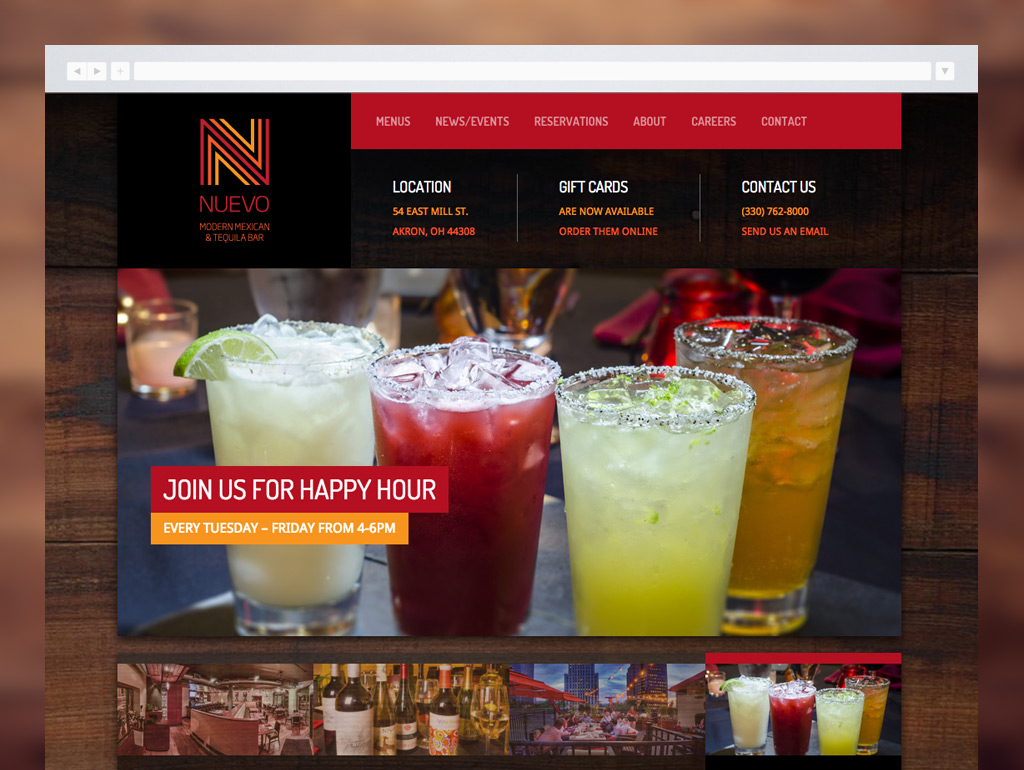 MENUS NEWS/EVENTS RESERVATIONS ABOUT CAREERS CONTACT
NUEVO
MODERN MEXICAN
& TEQUILA BAR
LOCATION
54 EAST MILL ST.
AKRON, OH 44308
GIFT CARDS
ARE NOW AVAILABLE
ORDER THEM ONLINE
CONTACT US
(330) 762-8000
SEND US AN EMAIL
JOIN US FOR HAPPY HOUR
EVERY TUESDAY – FRIDAY FROM 4-6PM